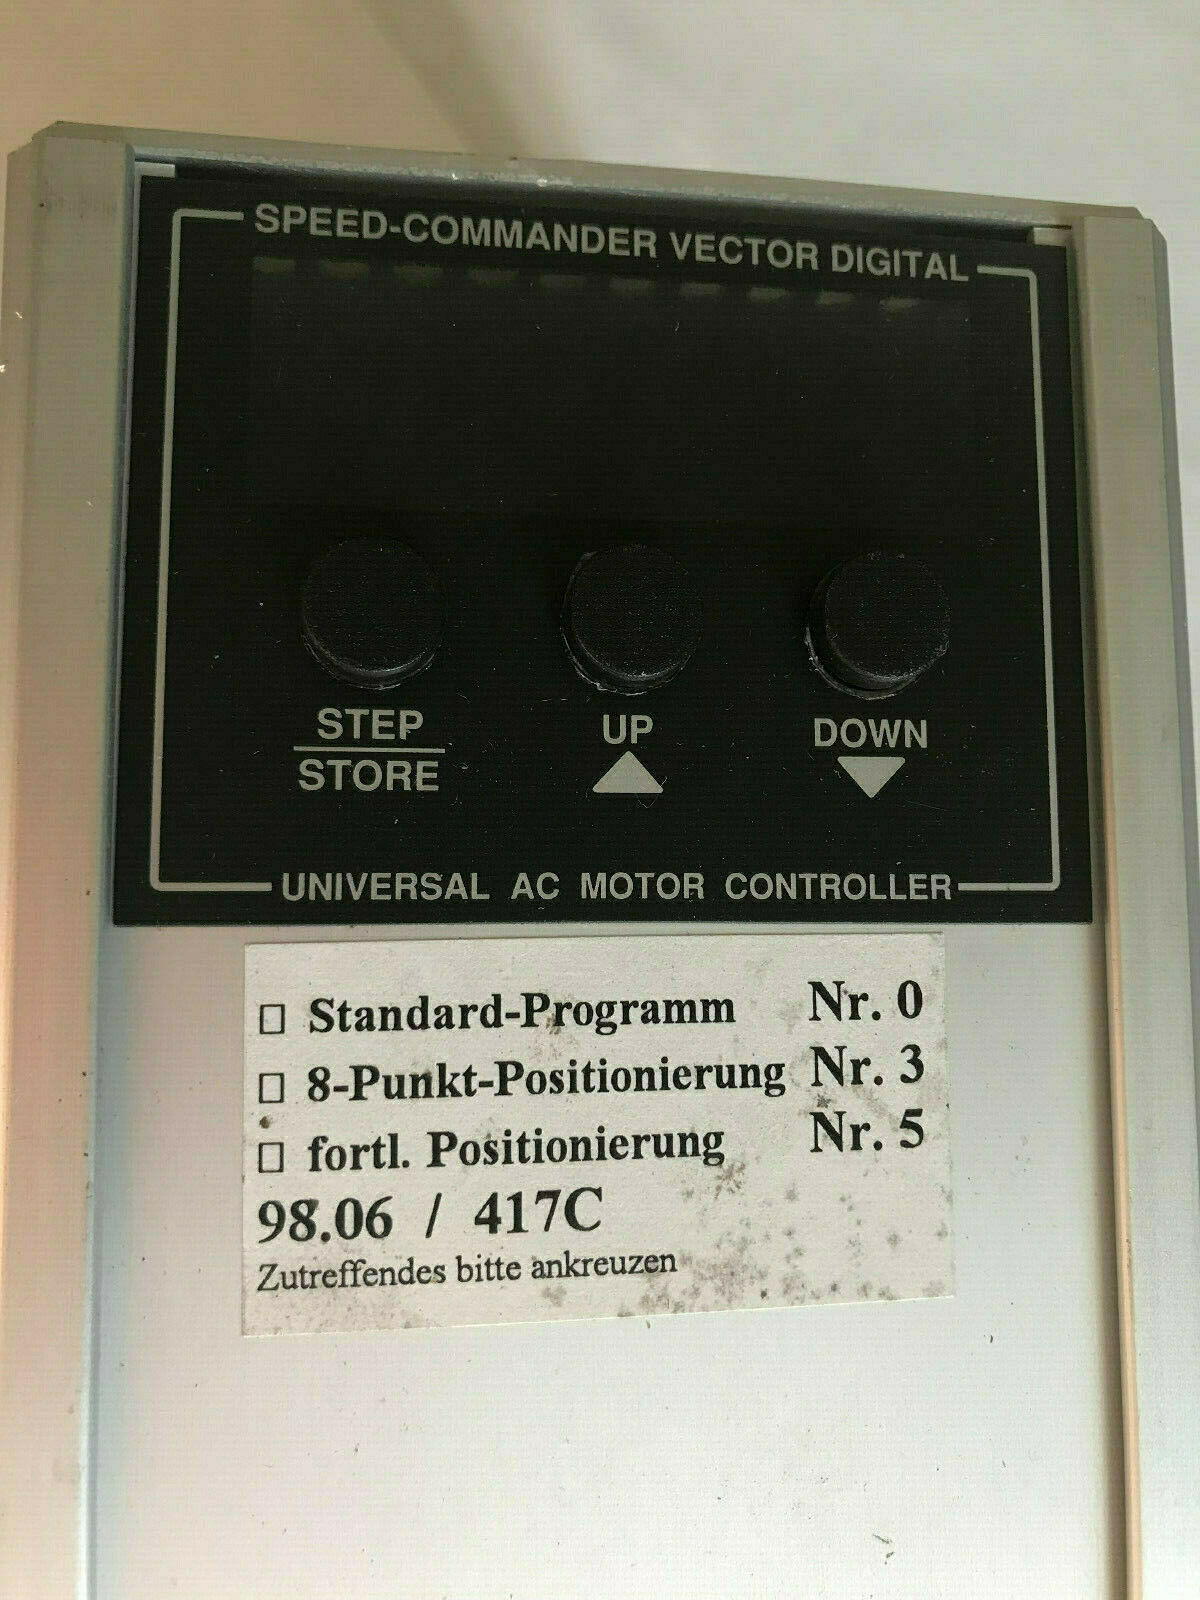 SPEED-COMMANDER VECTOR DIGITAL
STEP UP DOWN
STORE
UNIVERSAL AC MOTOR CONTROLLER
□ Standard-Programm Nr. 0
□ 8-Punkt-Positionierung Nr. 3
□ fortl. Positionierung Nr. 5
98.06 / 417C
Zutreffendes bitte ankreuzen